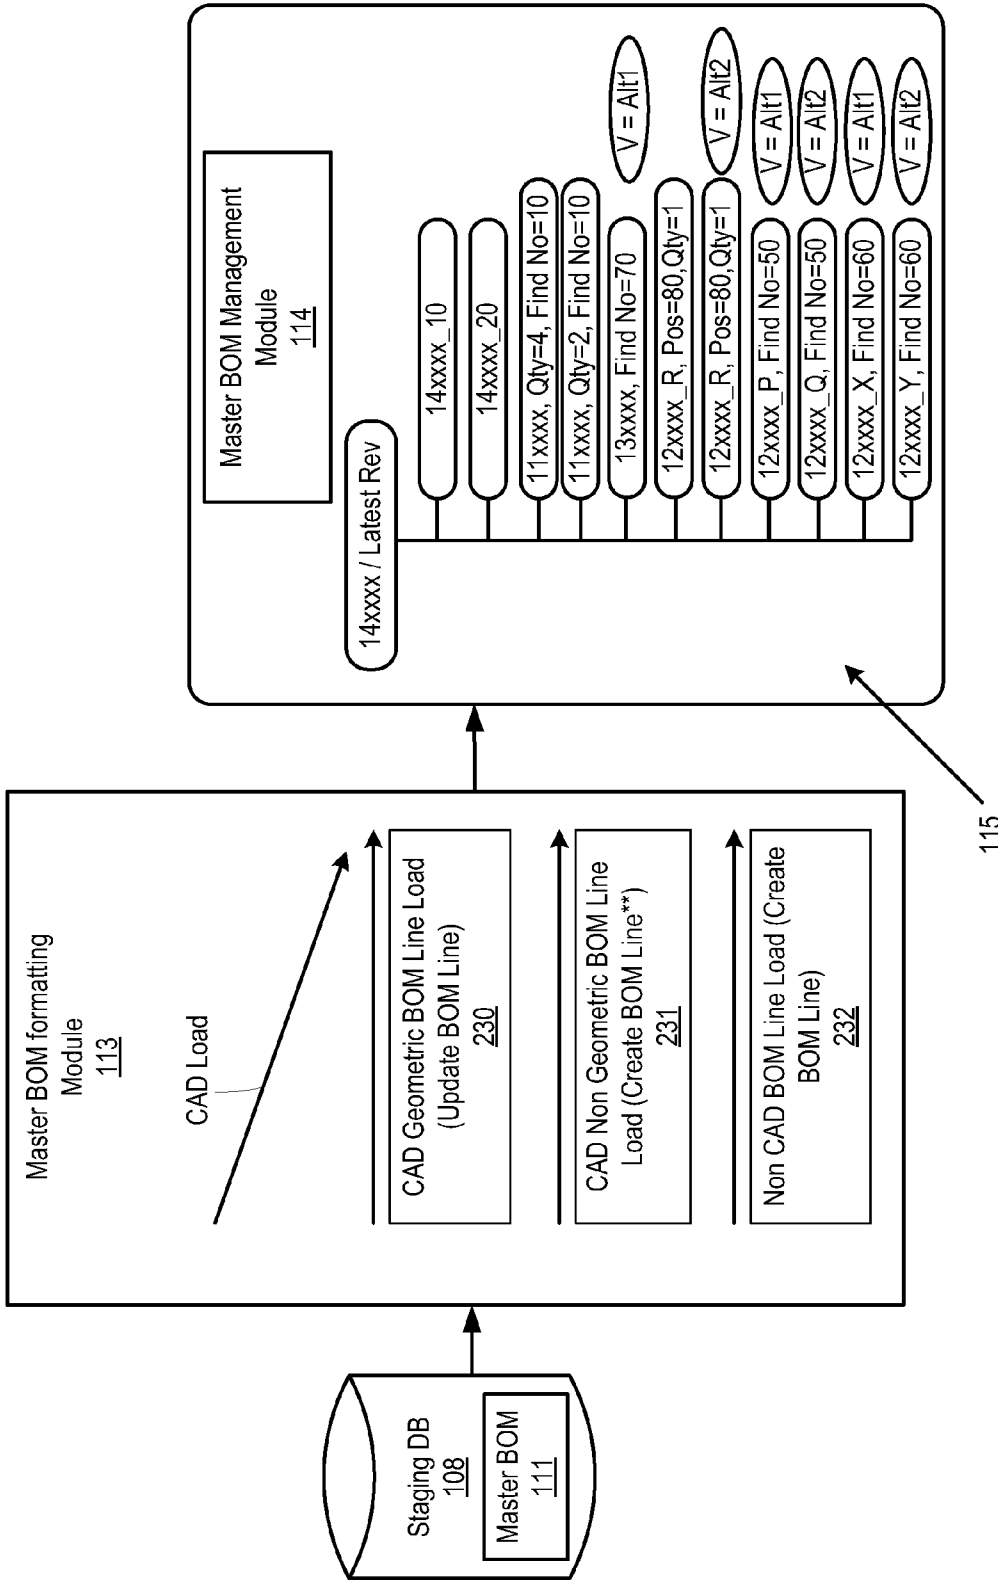 Staging DB
108
Master BOM
111
Master BOM formatting
Module
113
CAD Load
CAD Geometric BOM Line Load
(Update BOM Line)
230
CAD Non Geometric BOM Line
Load (Create BOM Line**)
231
Non CAD BOM Line Load (Create
BOM Line)
232
Master BOM Management
Module
114
14xxxx / Latest Rev
14xxxx_10
14xxxx_20
11xxxx, Qty=4, Find No=10
11xxxx, Qty=2, Find No=10
13xxxx, Find No=70
V = Alt1
12xxxx_R, Pos=80,Qty=1
12xxxx_R, Pos=80,Qty=1
V = Alt2
12xxxx_P, Find No=50
V = Alt1
12xxxx_Q, Find No=50
V = Alt2
12xxxx_X, Find No=60
V = Alt1
12xxxx_Y, Find No=60
V = Alt2
115